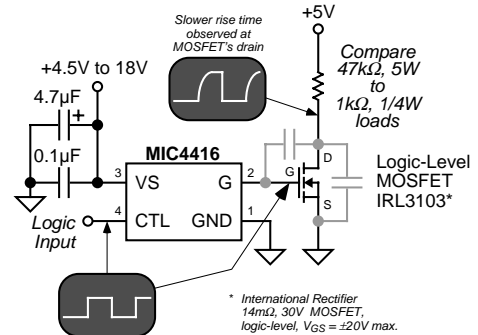 Slower rise time
observed at
MOSFET's drain
+5V
Compare
47kΩ, 5W
to
1kΩ, 1/4W
loads
+4.5V to 18V
4.7µF
+
0.1µF
MIC4416
3 VS G 2
4 CTL GND 1
Logic
Input
G
D
S
Logic-Level
MOSFET
IRL3103*
* International Rectifier
14mΩ, 30V MOSFET,
logic-level, VGS = ±20V max.